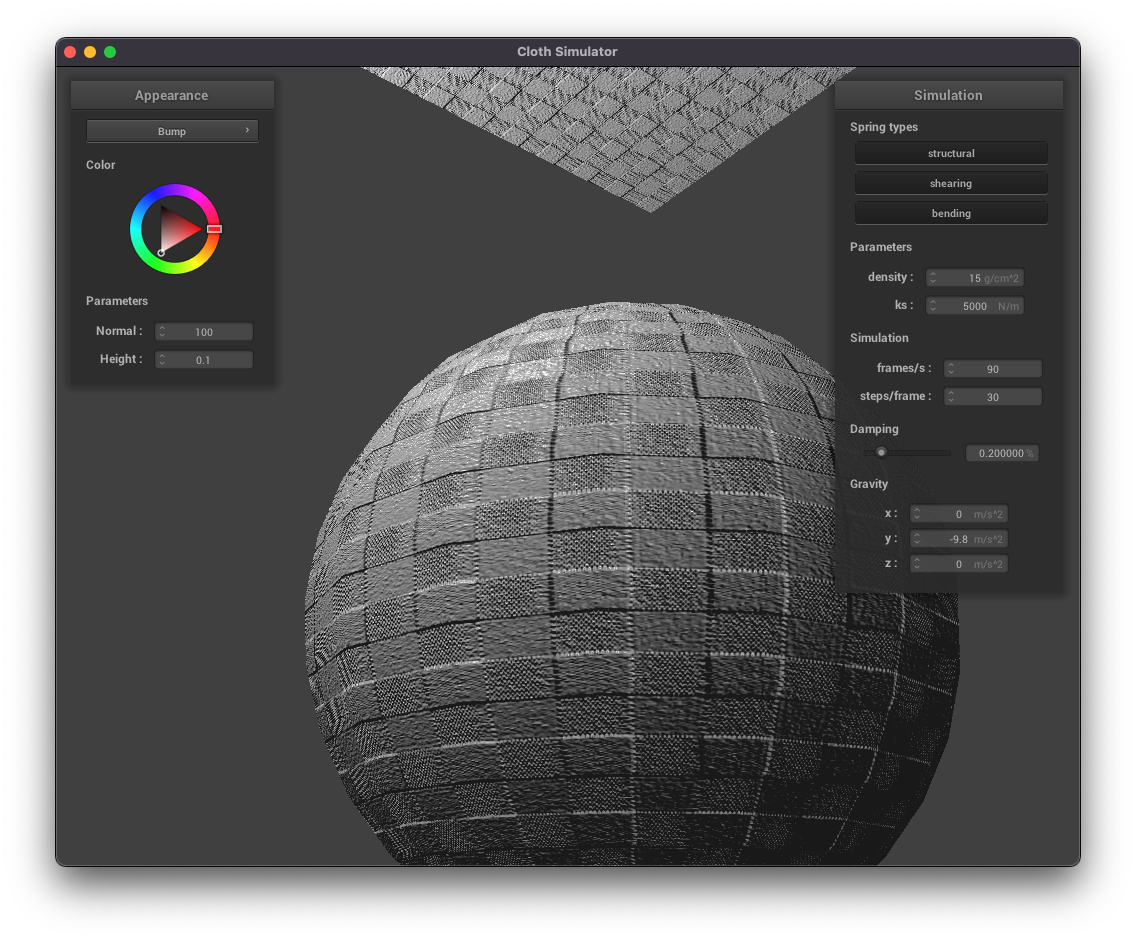 Cloth Simulator
Appearance
Bump
Color
Parameters
Normal : 100
Height : 0.1
Simulation
Spring types
structural
shearing
bending
Parameters
density : 15 g/cm^2
ks : 5000 N/m
Simulation
frames/s : 90
steps/frame : 30
Damping
0.200000 %
Gravity
x : 0 m/s^2
y : -9.8 m/s^2
z : 0 m/s^2